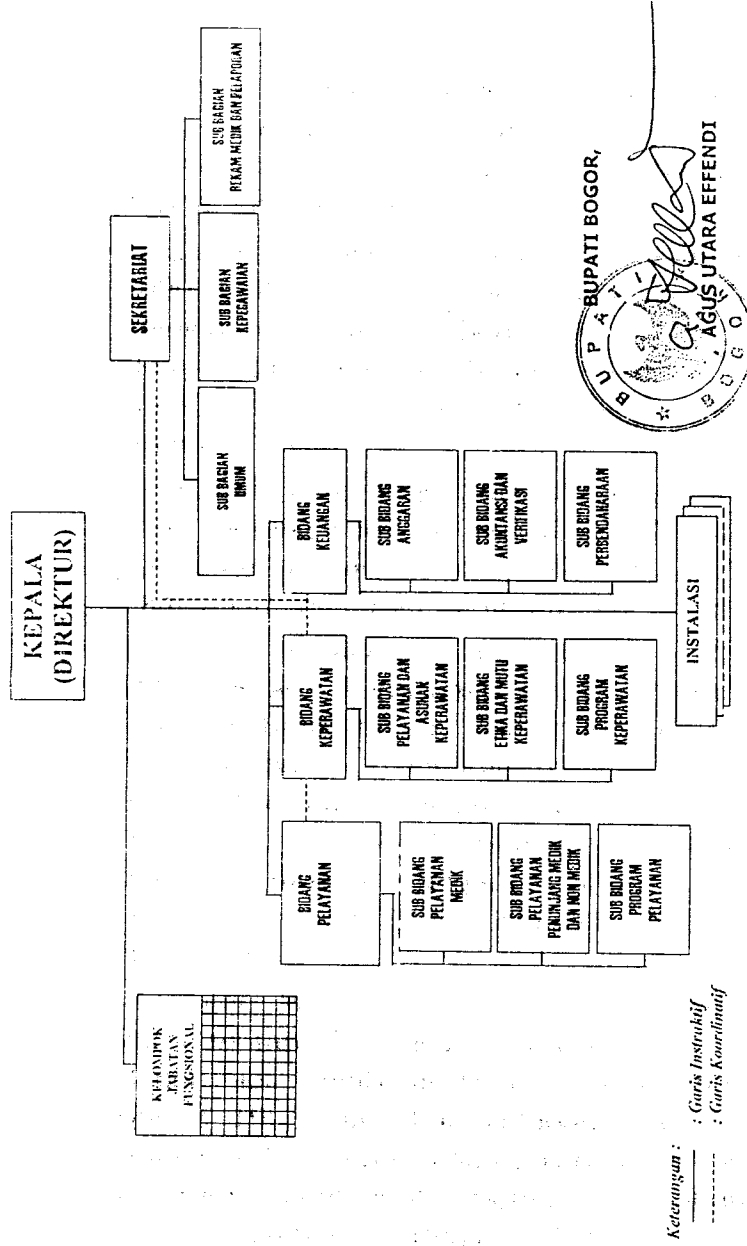 KEPALA
(DIREKTUR)
SEKRETARIAT
SUB BAGIAN
UMUM
SUB BAGIAN
KEPEGAWAIAN
SUB BAGIAN
REKAM MEDIK DAN PELAPORAN
KELOMPOK
JABATAN
FUNGSIONAL
BIDANG
PELAYANAN
SUB BIDANG
PELAYANAN
MEDIK
SUB BIDANG
PELAYANAN
PENUNJANG MEDIK
DAN NON MEDIK
SUB BIDANG
PROGRAM
PELAYANAN
BIDANG
KEPERAWATAN
SUB BIDANG
PELAYANAN DAN
ASUHAN
KEPERAWATAN
SUB BIDANG
ETIKA DAN MUTU
KEPERAWATAN
SUB BIDANG
PROGRAM
KEPERAWATAN
BIDANG
KEUANGAN
SUB BIDANG
ANGGARAN
SUB BIDANG
AKUNTANSI DAN
VERIFIKASI
SUB BIDANG
PERBENDAHARAAN
INSTALASI
Keterangan :
: Garis Instruktif
: Garis Koordinatif
BUPATI BOGOR,
BUPATI
BOGOR
AGUS UTARA EFFENDI